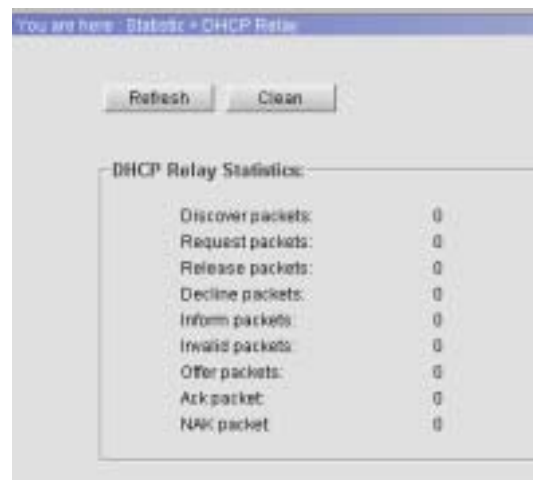 You are here : Statistic » DHCP Relay
Refresh Clean
DHCP Relay Statistics:
Discover packets: 0
Request packets: 0
Release packets: 0
Decline packets: 0
Inform packets: 0
Invalid packets: 0
Offer packets: 0
Ack packet: 0
NAK packet: 0